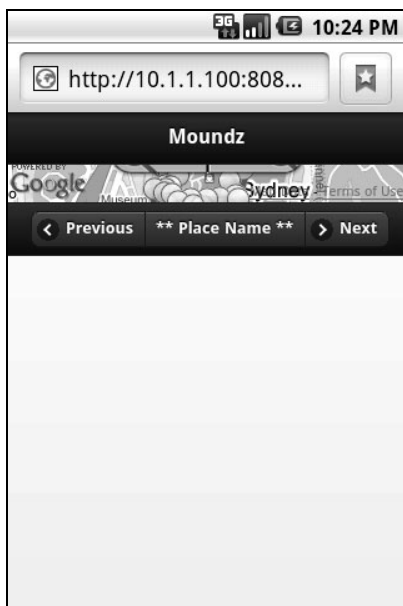 3G 10:24 PM
http://10.1.1.100:808...
Moundz
POWERED BY
Google Museum Sydney Terms of Use
Previous ** Place Name ** Next